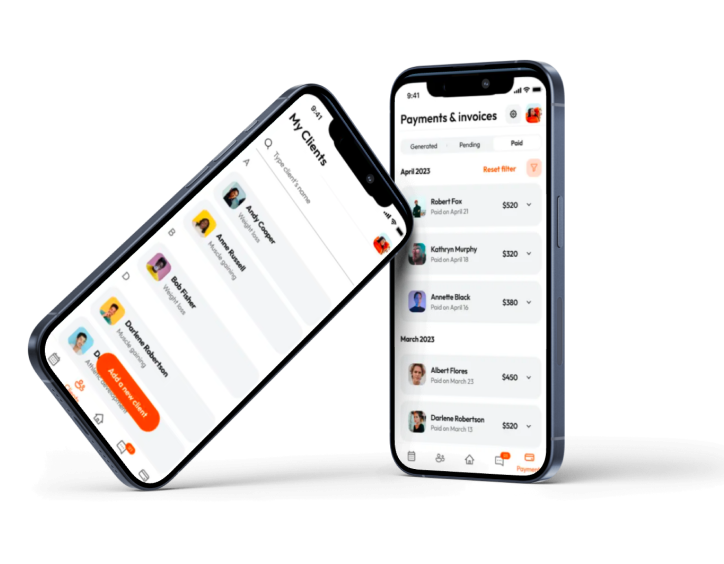 9:41
My Clients
Type client's name
A
Andy Cooper
Weight loss
Anne Russell
Muscle gaining
B
Bob Fisher
Weight loss
D
Darlene Robertson
Muscle gaining
Add a new client
9:41
Payments & invoices
Generated
Pending
Paid
April 2023
Reset filter
Robert Fox
Paid on April 21
$520
Kathryn Murphy
Paid on April 18
$320
Annette Black
Paid on April 16
$380
March 2023
Albert Flores
Paid on March 23
$450
Darlene Robertson
Paid on March 13
$520
Paymen